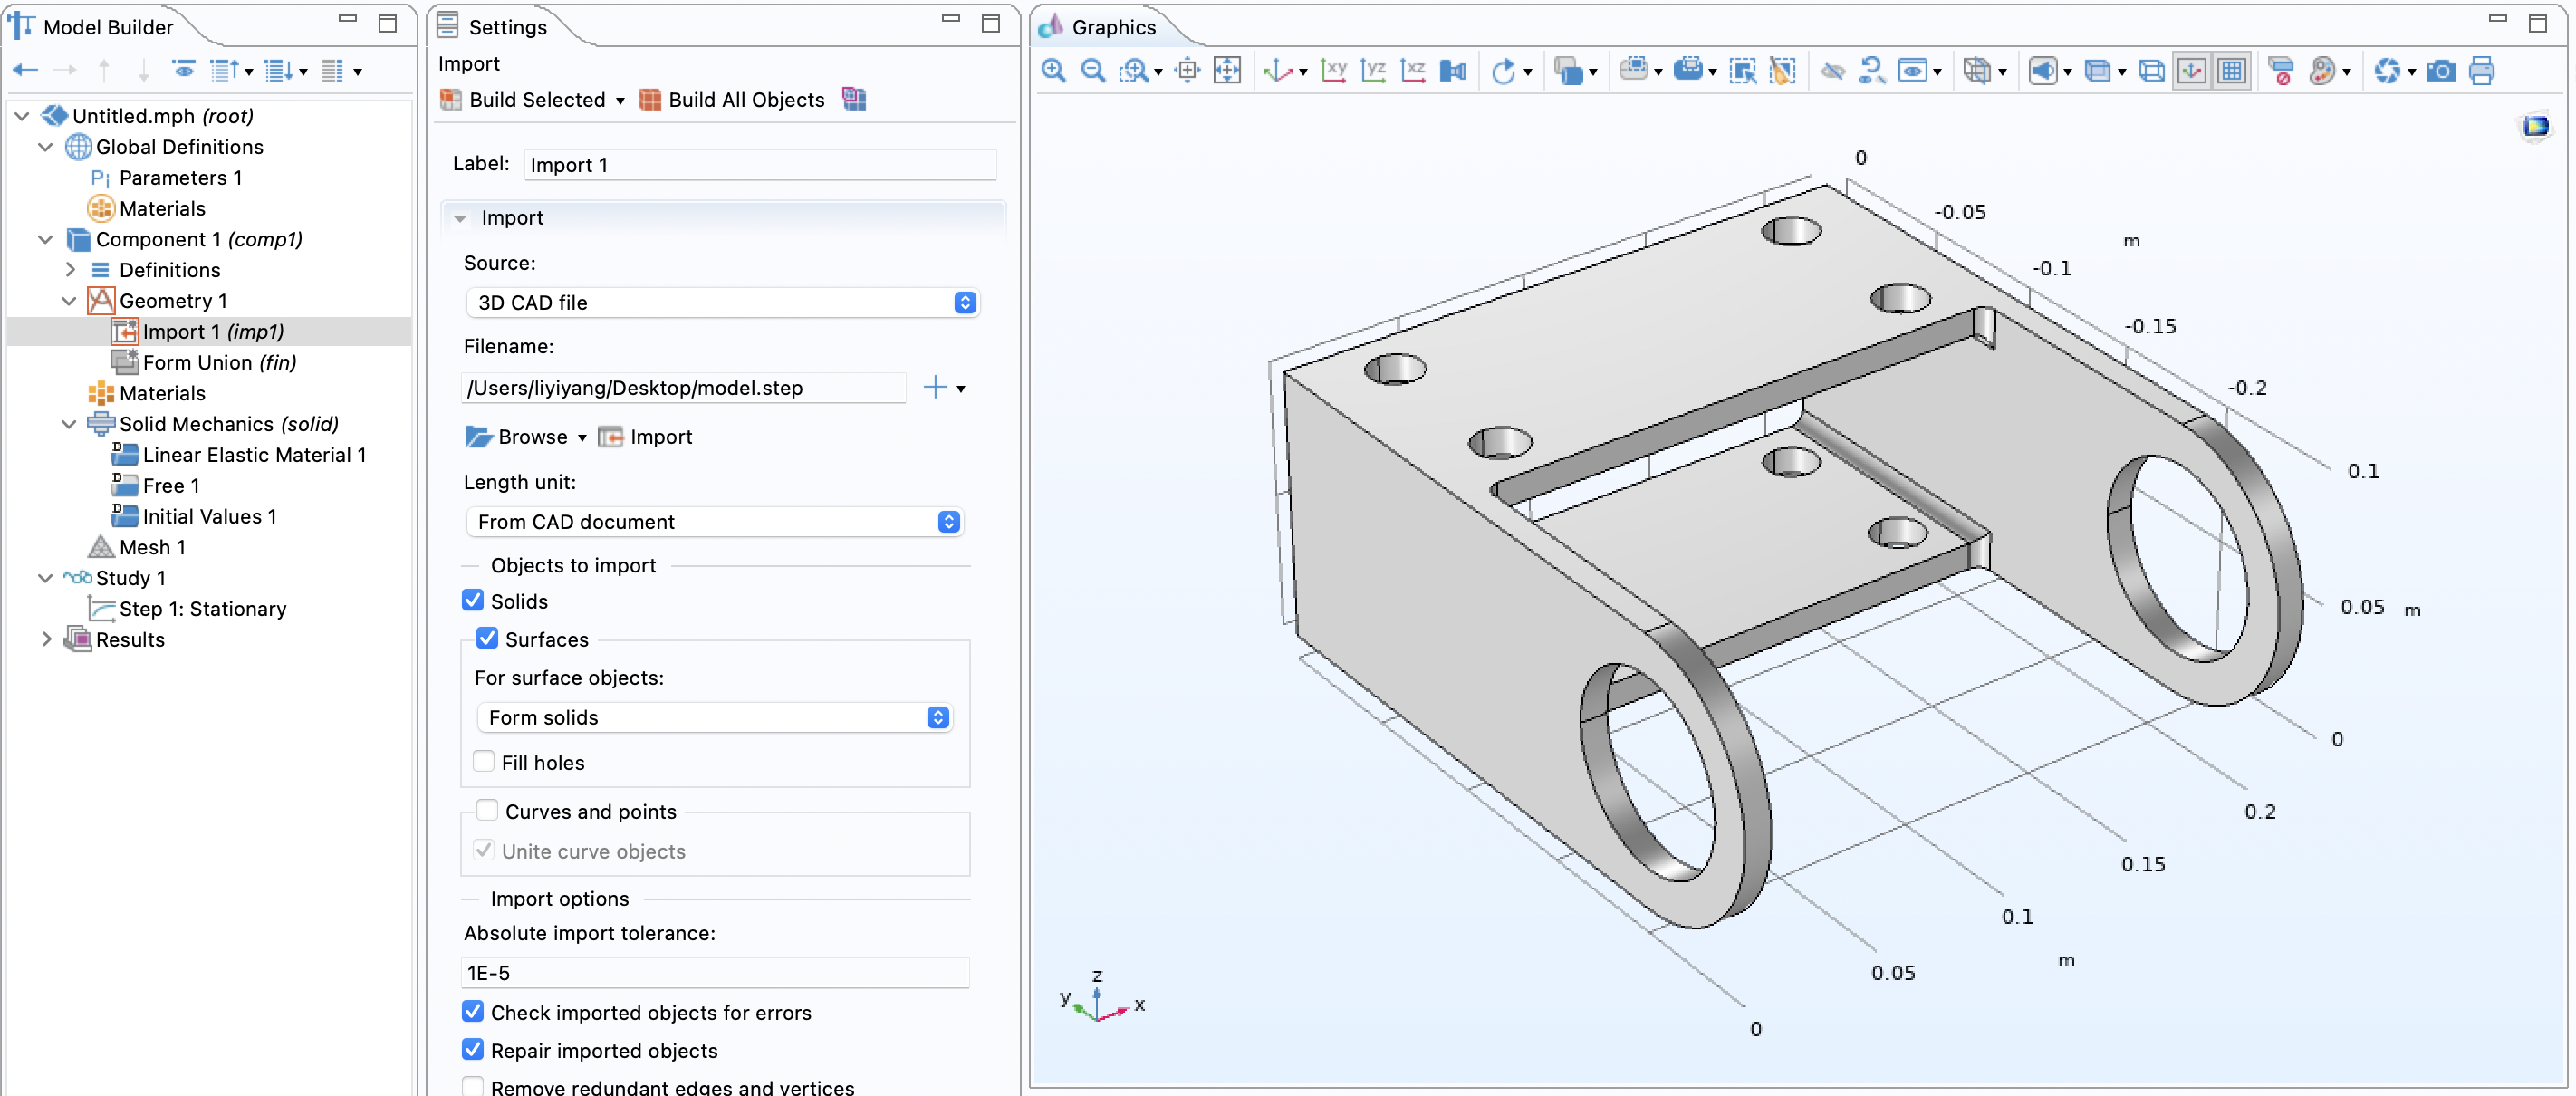 Model Builder
Untitled.mph (root)
Global Definitions
Pi Parameters 1
Materials
Component 1 (comp1)
Definitions
Geometry 1
Import 1 (imp1)
Form Union (fin)
Materials
Solid Mechanics (solid)
D Linear Elastic Material 1
D Free 1
D Initial Values 1
Mesh 1
Study 1
Step 1: Stationary
Results
Settings
Import
Build Selected Build All Objects
Label: Import 1
Import
Source:
3D CAD file
Filename:
/Users/liyiyang/Desktop/model.step
Browse Import
Length unit:
From CAD document
Objects to import
Solids
Surfaces
For surface objects:
Form solids
Fill holes
Curves and points
Unite curve objects
Import options
Absolute import tolerance:
1E-5
Check imported objects for errors
Repair imported objects
Remove redundant edges and vertices
Graphics
xy yz xz
0
-0.05
m
-0.1
-0.15
-0.2
0.1
0.05 m
0
0.2
0.15
0.1
m
0.05
0
z
y x